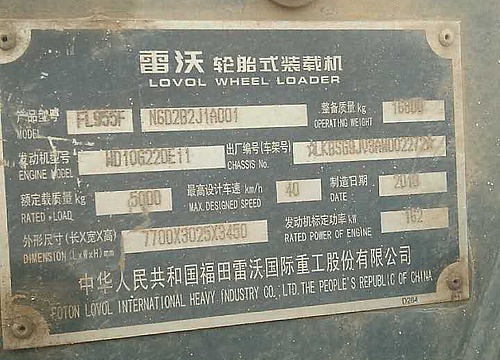 雷沃 轮胎式装载机
LOVOL WHEEL LOADER
产品型号 FL955F N6D2B2J1A001 整备质量 kg 16800
MODEL OPERATING WEIGHT
发动机型号 WD10G220E11 出厂编号(车架号)
ENGINE MODEL CHASSIS No.
额定载质量 kg 5000 最高设计车速 km/h 40 制造日期 2010
RATED LOAD MAX. DESIGNED SPEED DATE
外形尺寸 (长X宽X高) 7700X3025X3450 发动机标定功率 kW 162
DIMENSION (LxWxH) mm RATED POWER OF ENGINE
中华人民共和国福田雷沃国际重工股份有限公司
FOTON LOVOL INTERNATIONAL HEAVY INDUSTRY CO., LTD. THE PEOPLE'S REPUBLIC OF CHINA
D264